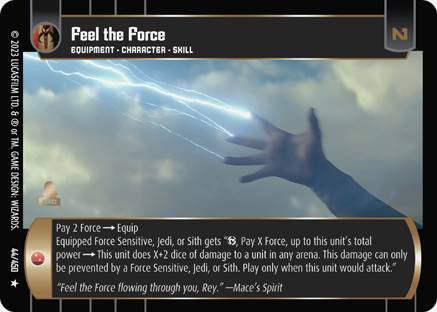 Feel the Force
EQUIPMENT - CHARACTER - SKILL
N
Pay 2 Force → Equip
Equipped Force Sensitive, Jedi, or Sith gets “, Pay X Force, up to this unit’s total
power → This unit does X+2 dice of damage to a unit in any arena. This damage can only
be prevented by a Force Sensitive, Jedi, or Sith. Play only when this unit would attack.”
“Feel the Force flowing through you, Rey.” —Mace’s Spirit
© 2023 LUCASFILM LTD. & ® or TM. GAME DESIGN: WIZARDS. 44/450 ★